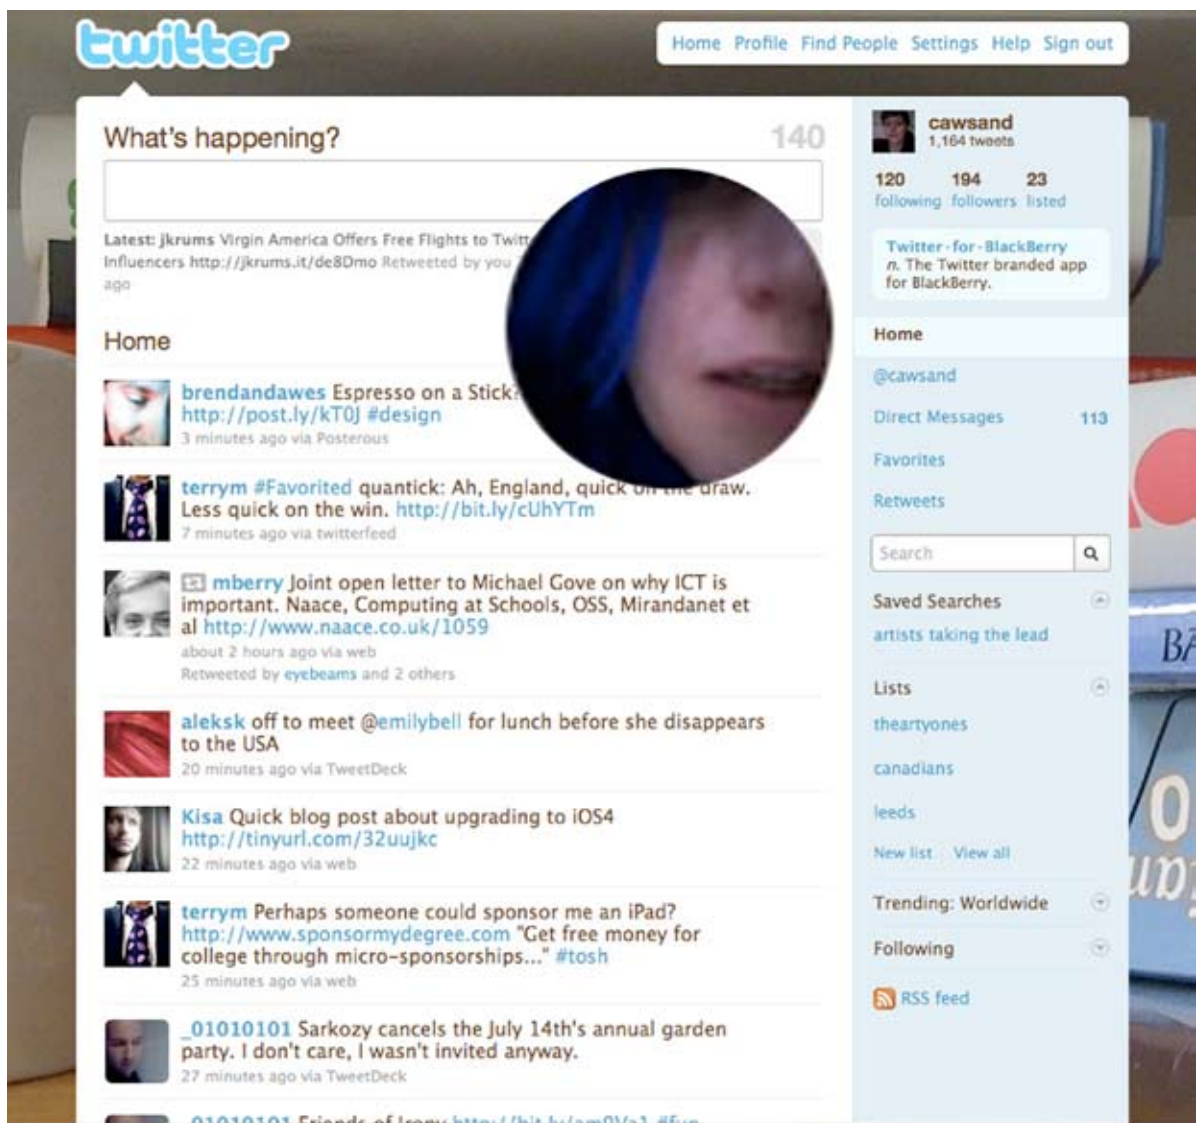 twitter
Home Profile Find People Settings Help Sign out
What's happening?
140
Latest: jkrums Virgin America Offers Free Flights to Twitt
Influencers http://jkrums.it/de8Dmo Retweeted by you
ago
Home
brendandawes Espresso on a Stick?
http://post.ly/kT0J #design
3 minutes ago via Posterous
terrym #Favorited quantick: Ah, England, quick on the draw.
Less quick on the win. http://bit.ly/cUhYTm
7 minutes ago via twitterfeed
mberry Joint open letter to Michael Gove on why ICT is
important. Naace, Computing at Schools, OSS, Mirandanet et
al http://www.naace.co.uk/1059
about 2 hours ago via web
Retweeted by eyebeams and 2 others
aleksk off to meet @emilybell for lunch before she disappears
to the USA
20 minutes ago via TweetDeck
Kisa Quick blog post about upgrading to iOS4
http://tinyurl.com/32uujkc
22 minutes ago via web
terrym Perhaps someone could sponsor me an iPad?
http://www.sponsormydegree.com "Get free money for
college through micro-sponsorships..." #tosh
25 minutes ago via web
_01010101 Sarkozy cancels the July 14th's annual garden
party. I don't care, I wasn't invited anyway.
27 minutes ago via TweetDeck
_01010101 Friends of Irony
cawsand
1,164 tweets
120 194 23
following followers listed
Twitter-for-BlackBerry
n. The Twitter branded app
for BlackBerry.
Home
@cawsand
Direct Messages 113
Favorites
Retweets
Search
Saved Searches
artists taking the lead
Lists
theartyones
canadians
leeds
New list View all
Trending: Worldwide
Following
RSS feed
BA